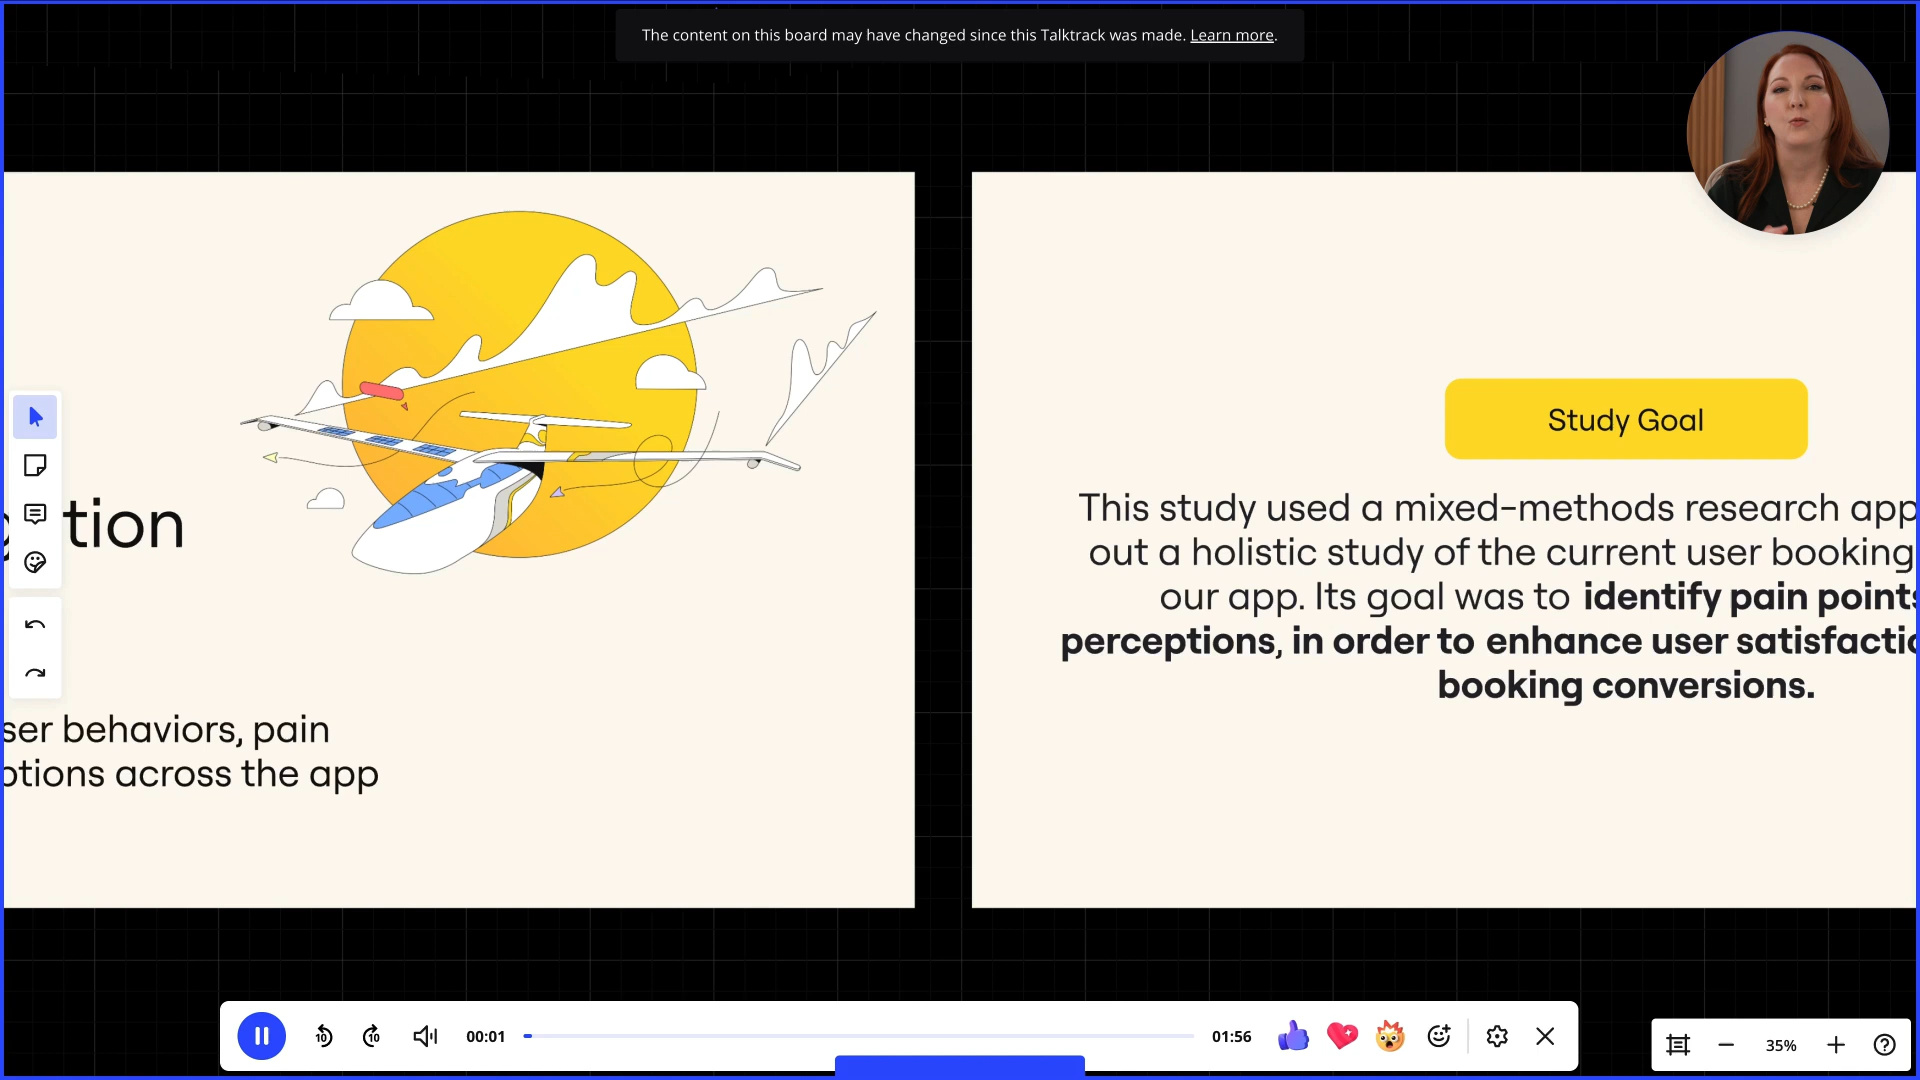 The content on this board may have changed since this Talktrack was made. Learn more.
tion
ser behaviors, pain
ptions across the app
Study Goal
This study used a mixed-methods research app
out a holistic study of the current user booking
our app. Its goal was to identify pain points
perceptions, in order to enhance user satisfactio
booking conversions.
10
10
00:01
01:56
35%